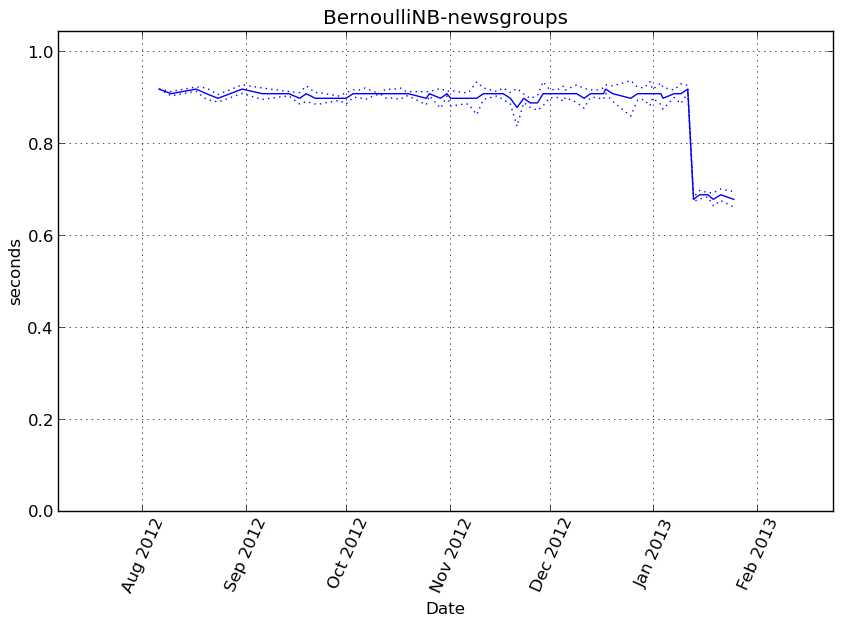 BernoulliNB-newsgroups
1.0
0.8
0.6
0.4
0.2
0.0
seconds
Aug 2012
Sep 2012
Oct 2012
Nov 2012
Dec 2012
Jan 2013
Feb 2013
Date